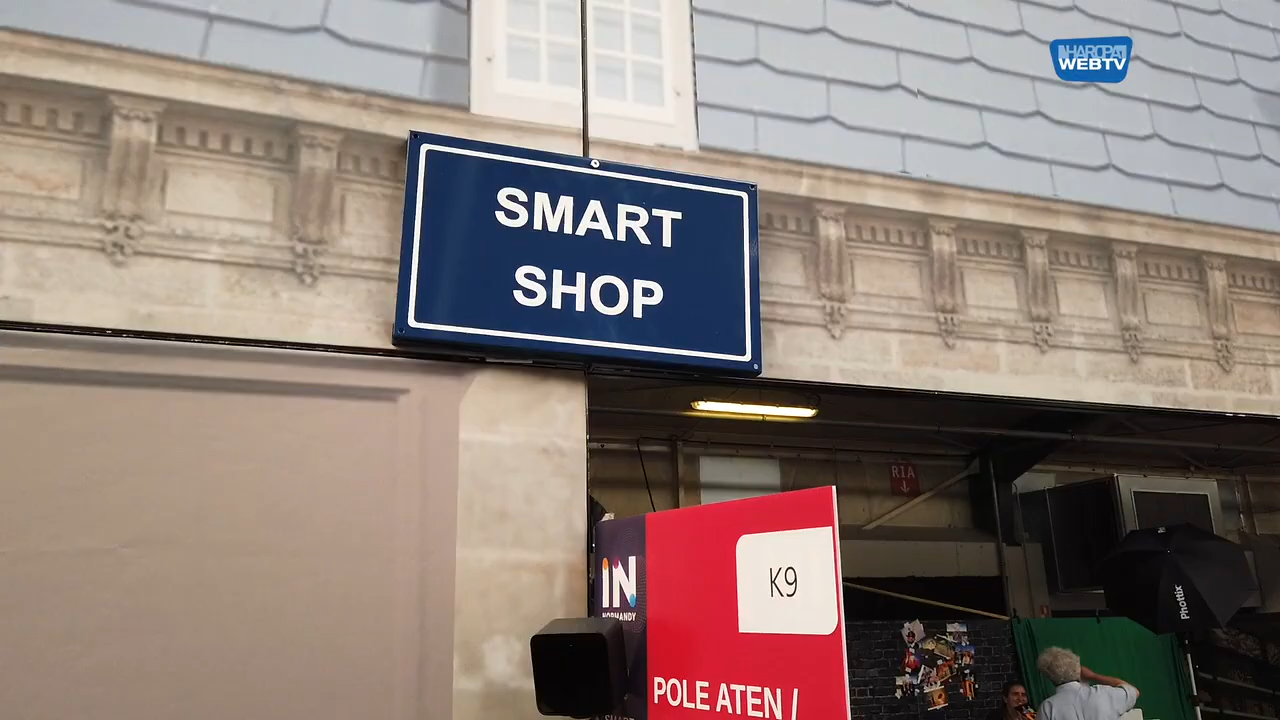 HAROPA
WEBTV
SMART
SHOP
RIA
IN
NORMANDY
K9
POLE ATEN /
Phottix